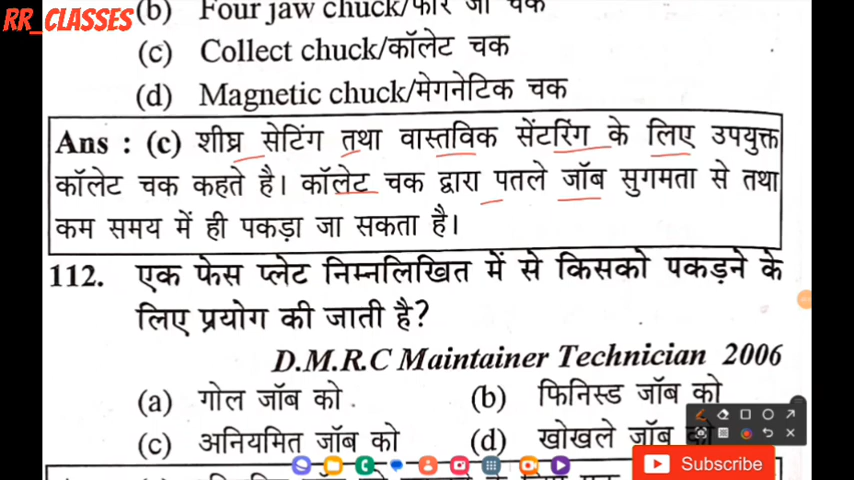 RR_CLASSES
(b) Four jaw chuck/फोर जॉ चक
(c) Collect chuck/कॉलेट चक
(d) Magnetic chuck/मेगनेटिक चक
Ans : (c) शीघ्र सेटिंग तथा वास्तविक सेंटरिंग के लिए उपयुक्त
कॉलेट चक कहते है। कॉलेट चक द्वारा पतले जॉब सुगमता से तथा
कम समय में ही पकड़ा जा सकता है।
112. एक फेस प्लेट निम्नलिखित में से किसको पकड़ने के
लिए प्रयोग की जाती है?
D.M.R.C Maintainer Technician 2006
(a) गोल जॉब को (b) फिनिस्ड जॉब को
(c) अनियमित जॉब को (d) खोखले जॉब को
Subscribe